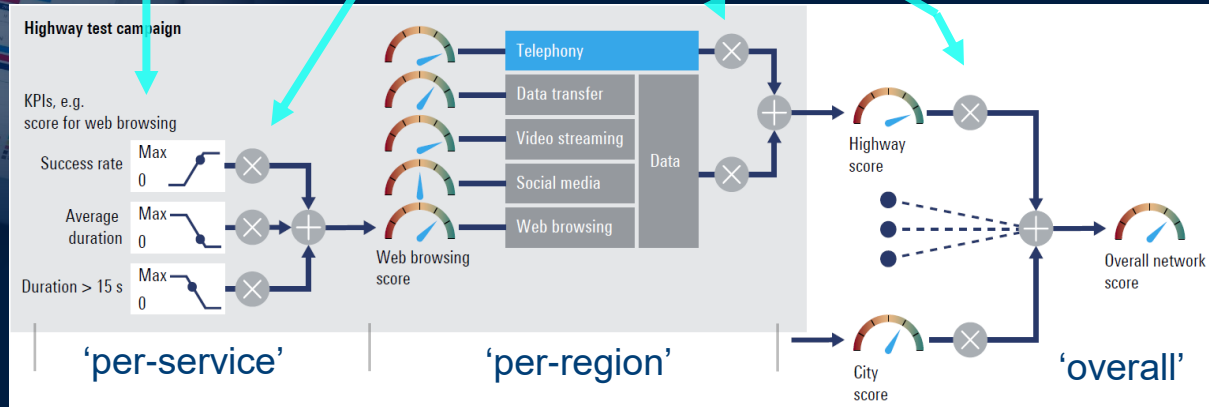 Highway test campaign
KPIs, e.g.
score for web browsing
Success rate
Max
0
Average
duration
Max
0
Duration > 15 s
Max
0
Web browsing
score
Telephony
Data transfer
Video streaming
Social media
Web browsing
Data
Highway
score
City
score
Overall network
score
'per-service'
'per-region'
'overall'